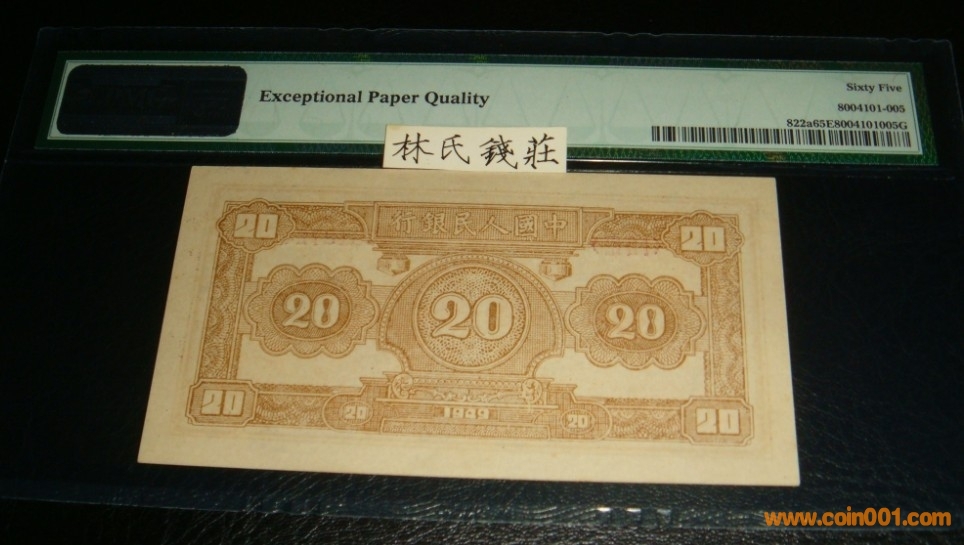 Exceptional Paper Quality
Sixty Five
8004101-005
822a65E8004101005G
林氏錢莊
行銀民人國中
20
20
20
20
20
20
20
20
1949
20
www.coin001.com